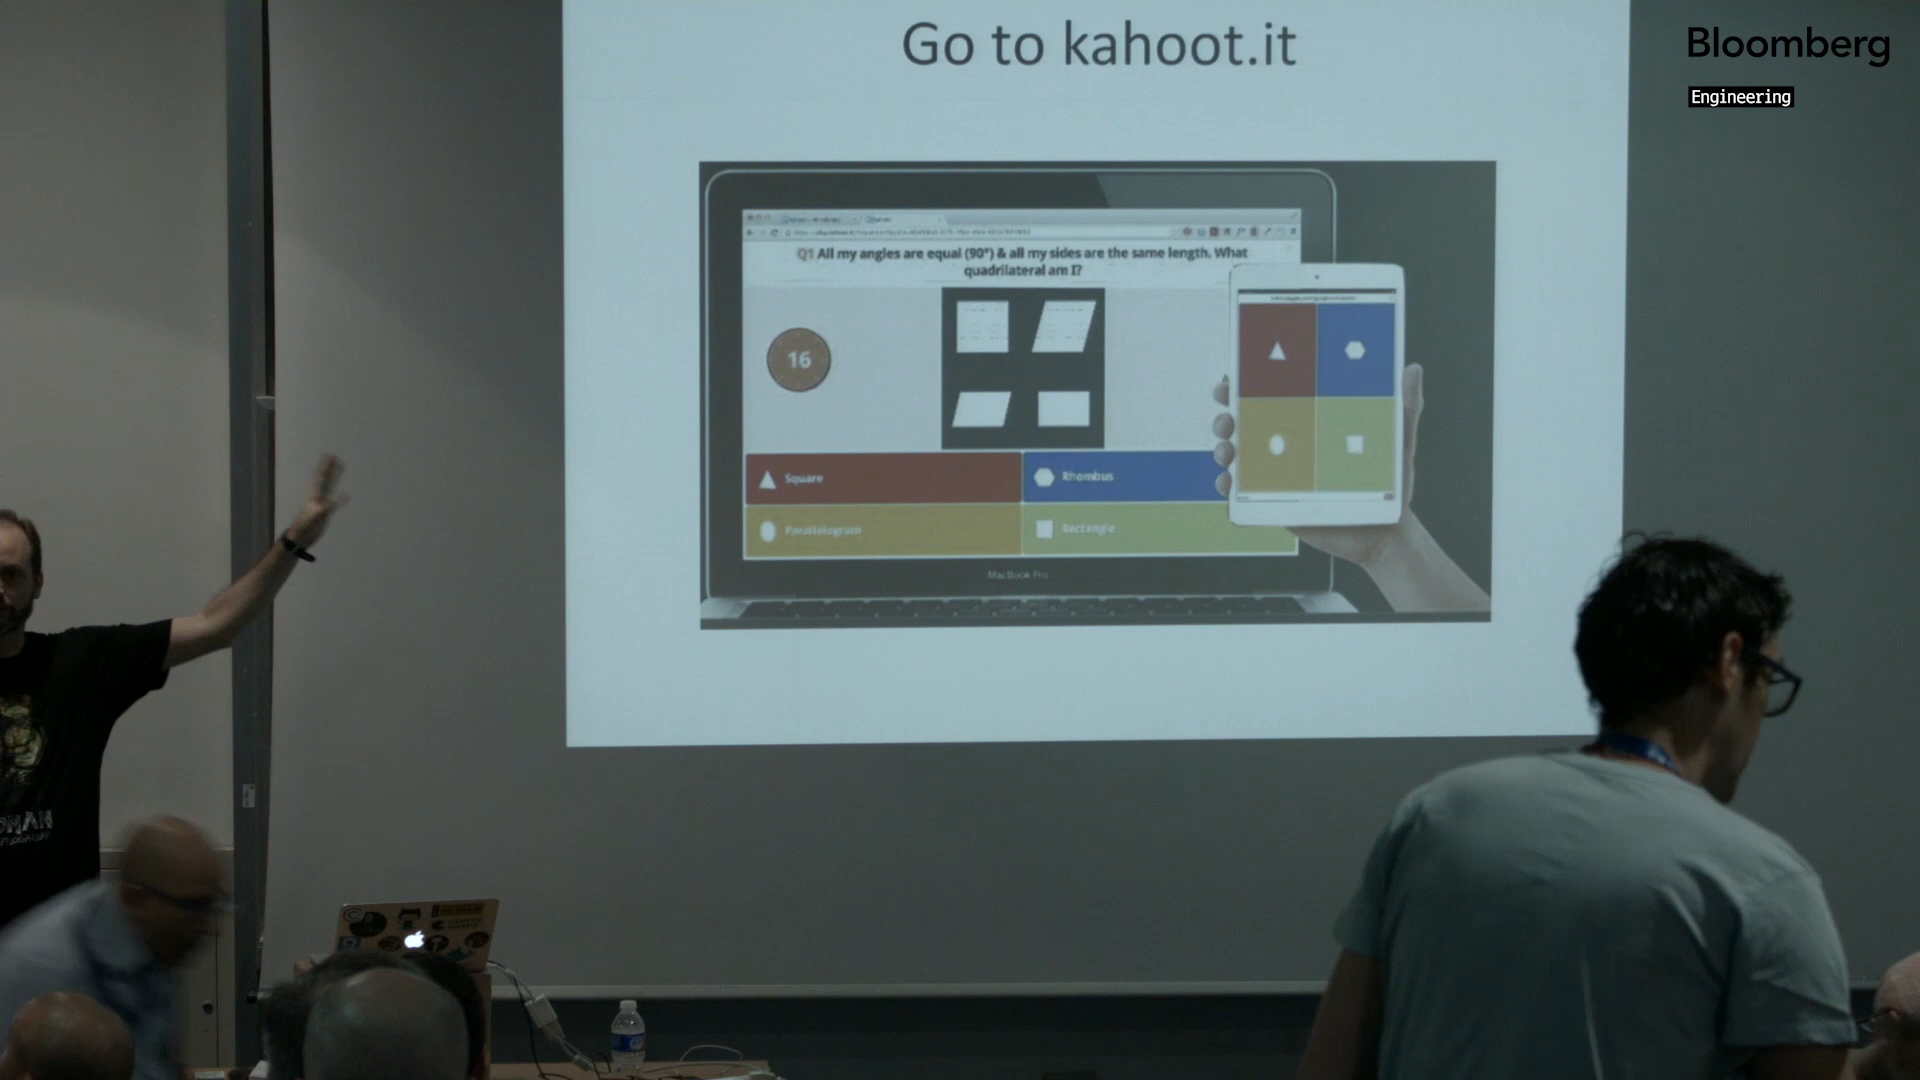 Go to kahoot.it
Bloomberg
Engineering
Q1 All my angles are equal (90°) & all my sides are the same length. What
quadrilateral am I?
16
Square
Rhombus
Parallelogram
Rectangle
MacBook Pro